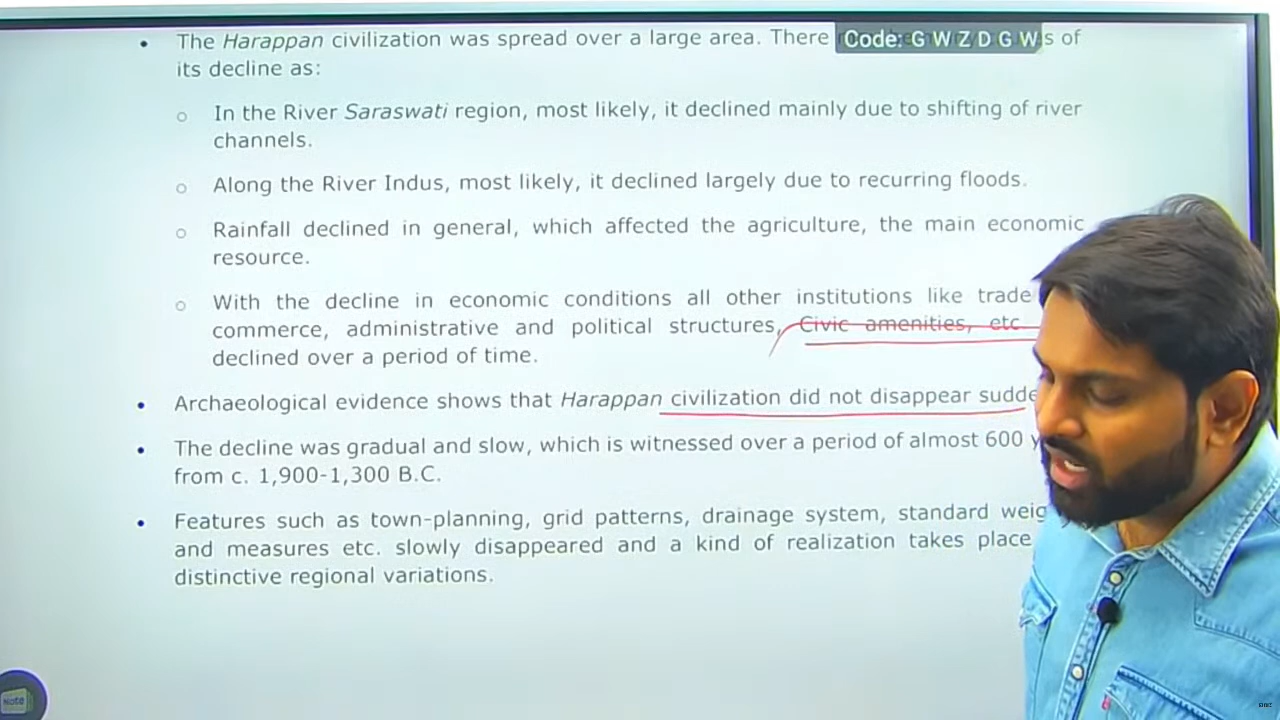 • The Harappan civilization was spread over a large area. There s of
Code: G W Z D G W
its decline as:
o In the River Saraswati region, most likely, it declined mainly due to shifting of river
channels.
o Along the River Indus, most likely, it declined largely due to recurring floods.
o Rainfall declined in general, which affected the agriculture, the main economic
resource.
o With the decline in economic conditions all other institutions like trade
commerce, administrative and political structures, Civic amenities, etc
declined over a period of time.
• Archaeological evidence shows that Harappan civilization did not disappear sudde
• The decline was gradual and slow, which is witnessed over a period of almost 600 y
from c. 1,900-1,300 B.C.
• Features such as town-planning, grid patterns, drainage system, standard weig
and measures etc. slowly disappeared and a kind of realization takes place
distinctive regional variations.
Note